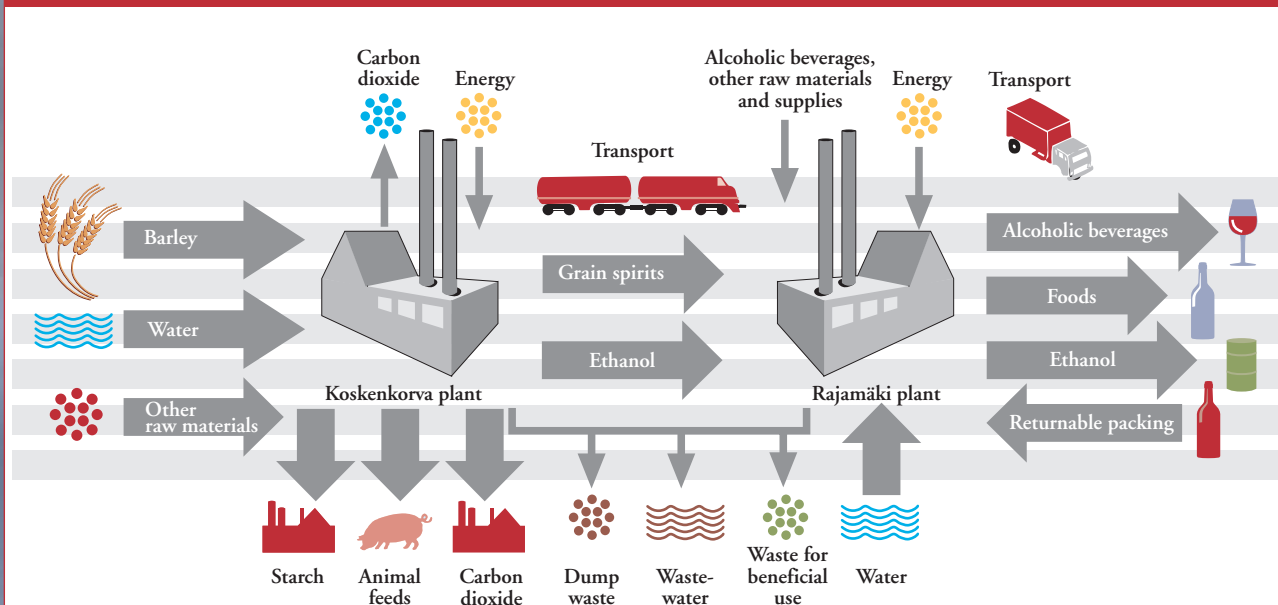 Carbon
dioxide
Energy
Alcoholic beverages,
other raw materials
and supplies
Energy
Transport
Transport
Barley
Grain spirits
Alcoholic beverages
Foods
Water
Ethanol
Ethanol
Koskenkorva plant
Rajamäki plant
Other
raw materials
Returnable packing
Starch
Animal
feeds
Carbon
dioxide
Dump
waste
Waste-
water
Waste for
beneficial
use
Water